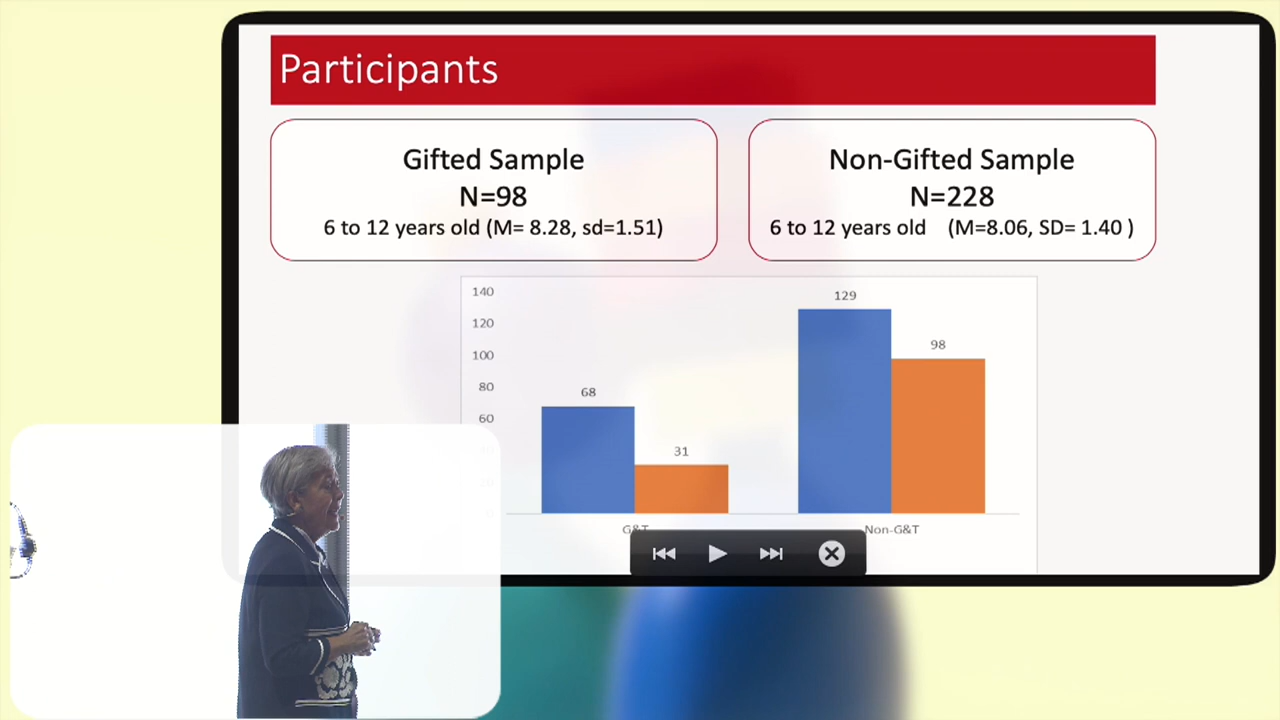 Participants
Gifted Sample
N=98
6 to 12 years old (M= 8.28, sd=1.51)
Non-Gifted Sample
N=228
6 to 12 years old (M=8.06, SD= 1.40 )
140
120
100
80
60
68
31
129
98
G&T
Non-G&T